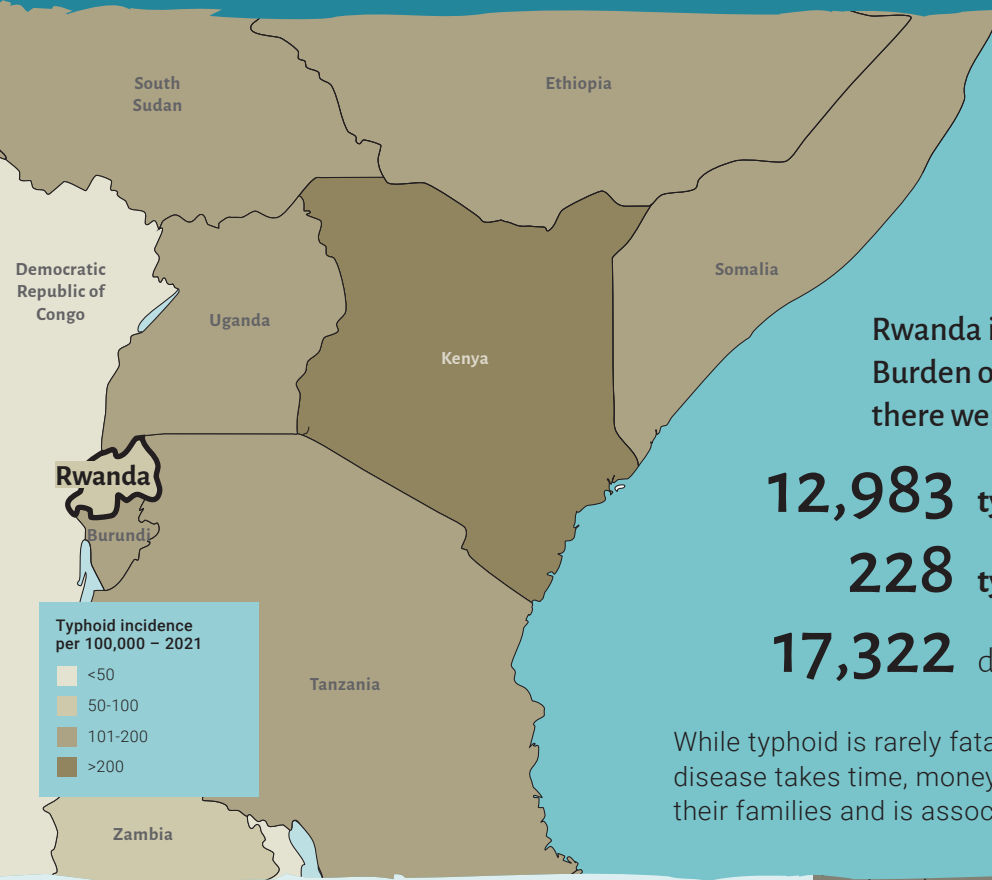 South
Sudan
Ethiopia
Democratic
Republic of
Congo
Uganda
Somalia
Kenya
Rwanda
Burundi
Tanzania
Zambia
Typhoid incidence
per 100,000 – 2021
<50
50-100
101-200
>200
Rwanda
Burden
there we
12,983
228
17,322
While typhoid is rarely
disease takes time, money
their families and is